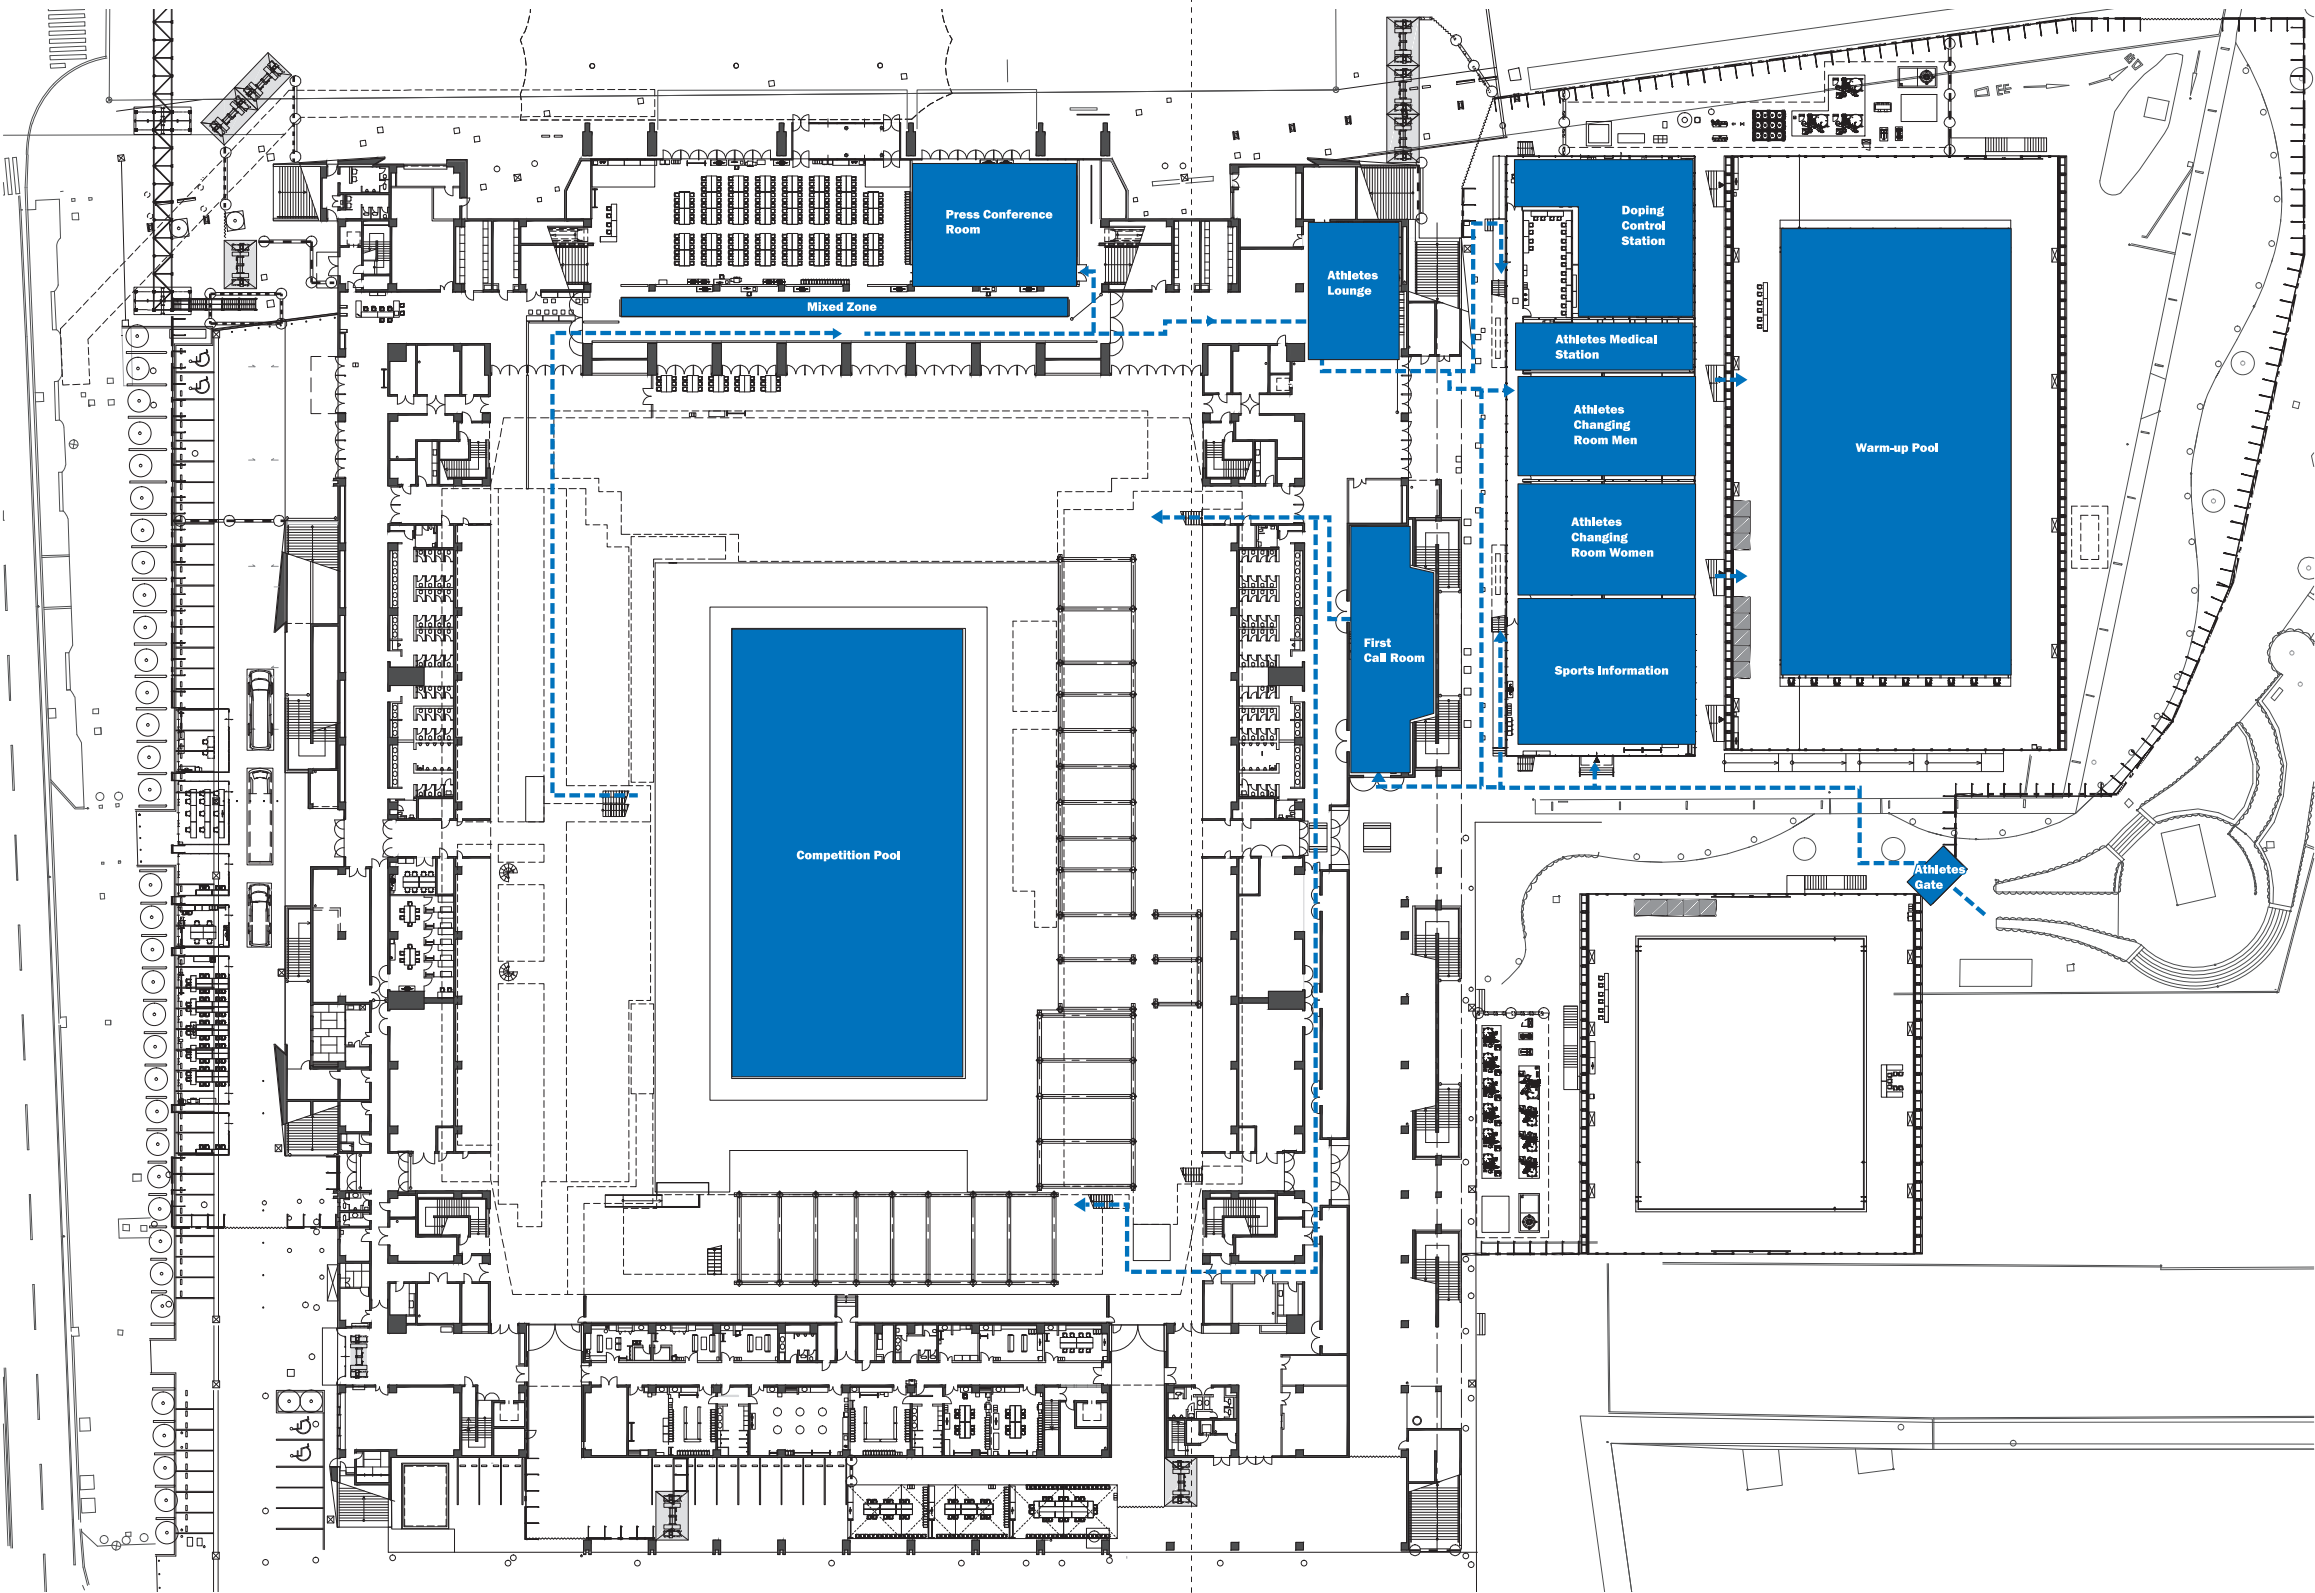 Press Conference
Room
Mixed Zone
Athletes
Lounge
Doping
Control
Station
Athletes Medical
Station
Athletes
Changing
Room Men
Athletes
Changing
Room Women
Sports Information
Warm-up Pool
First
Call Room
Competition Pool
Athletes
Gate